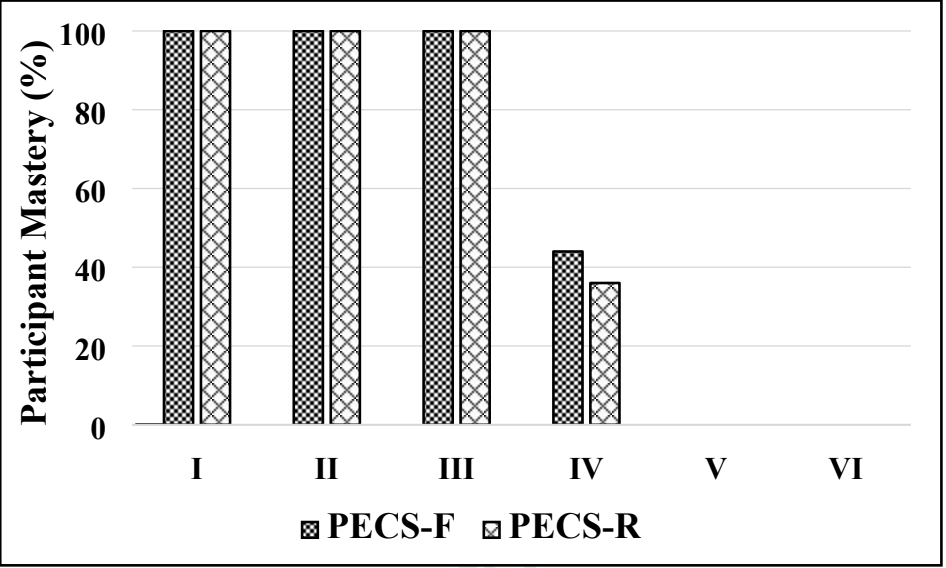 Participant Mastery (%)
100
80
60
40
20
0
I II III IV V VI
PECS-F PECS-R